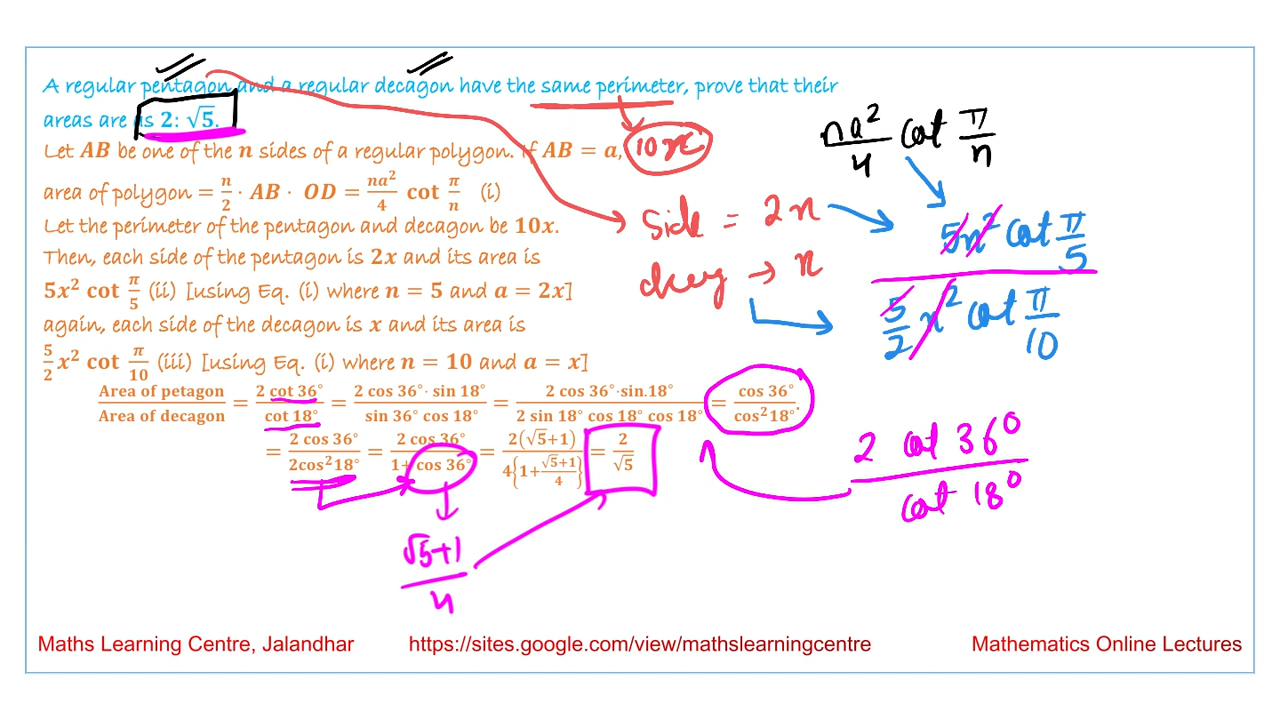 A regular pentagon and a regular decagon have the same perimeter, prove that their
areas are as 2: √5.
Let AB be one of the n sides of a regular polygon. If AB = a,
area of polygon = n/2 · AB · OD = na²/4 cot π/n (i)
Let the perimeter of the pentagon and decagon be 10x.
Then, each side of the pentagon is 2x and its area is
5x² cot π/5 (ii) [using Eq. (i) where n = 5 and a = 2x]
again, each side of the decagon is x and its area is
5/2 x² cot π/10 (iii) [using Eq. (i) where n = 10 and a = x]
Area of petagon/Area of decagon = 2 cot 36°/cot 18° = 2 cos 36°· sin 18°/sin 36° cos 18° = 2 cos 36°·sin.18°/2 sin 18° cos 18° cos 18° = cos 36°/cos²18°.
= 2 cos 36°/2cos²18° = 2 cos 36°/1+ cos 36° = 2(√5+1)/4{1+(√5+1)/4} = 2/√5
10x
na²/4 cot π/n
side = 2x
→ x
5x² cot π/5
5/2 x² cot π/10
2 cot 36°/cot 18°
√5+1/4
Maths Learning Centre, Jalandhar https://sites.google.com/view/mathslearningcentre Mathematics Online Lectures